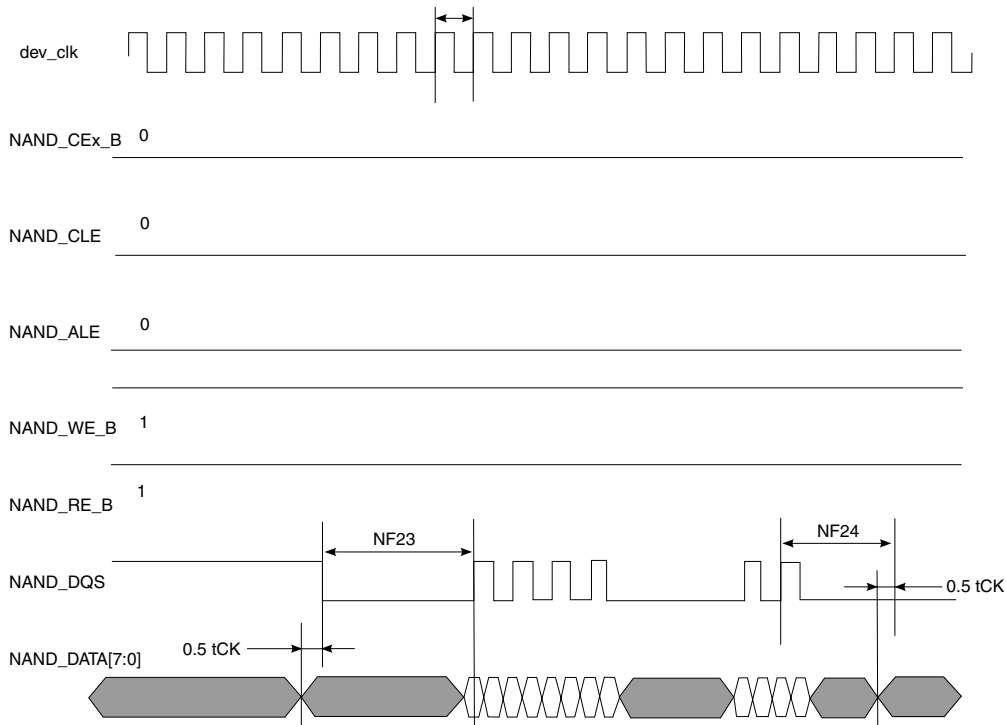 dev_clk
NAND_CEx_B 0
NAND_CLE 0
NAND_ALE 0
NAND_WE_B 1
NAND_RE_B 1
NF23
NF24
NAND_DQS
0.5 tCK
0.5 tCK
NAND_DATA[7:0]